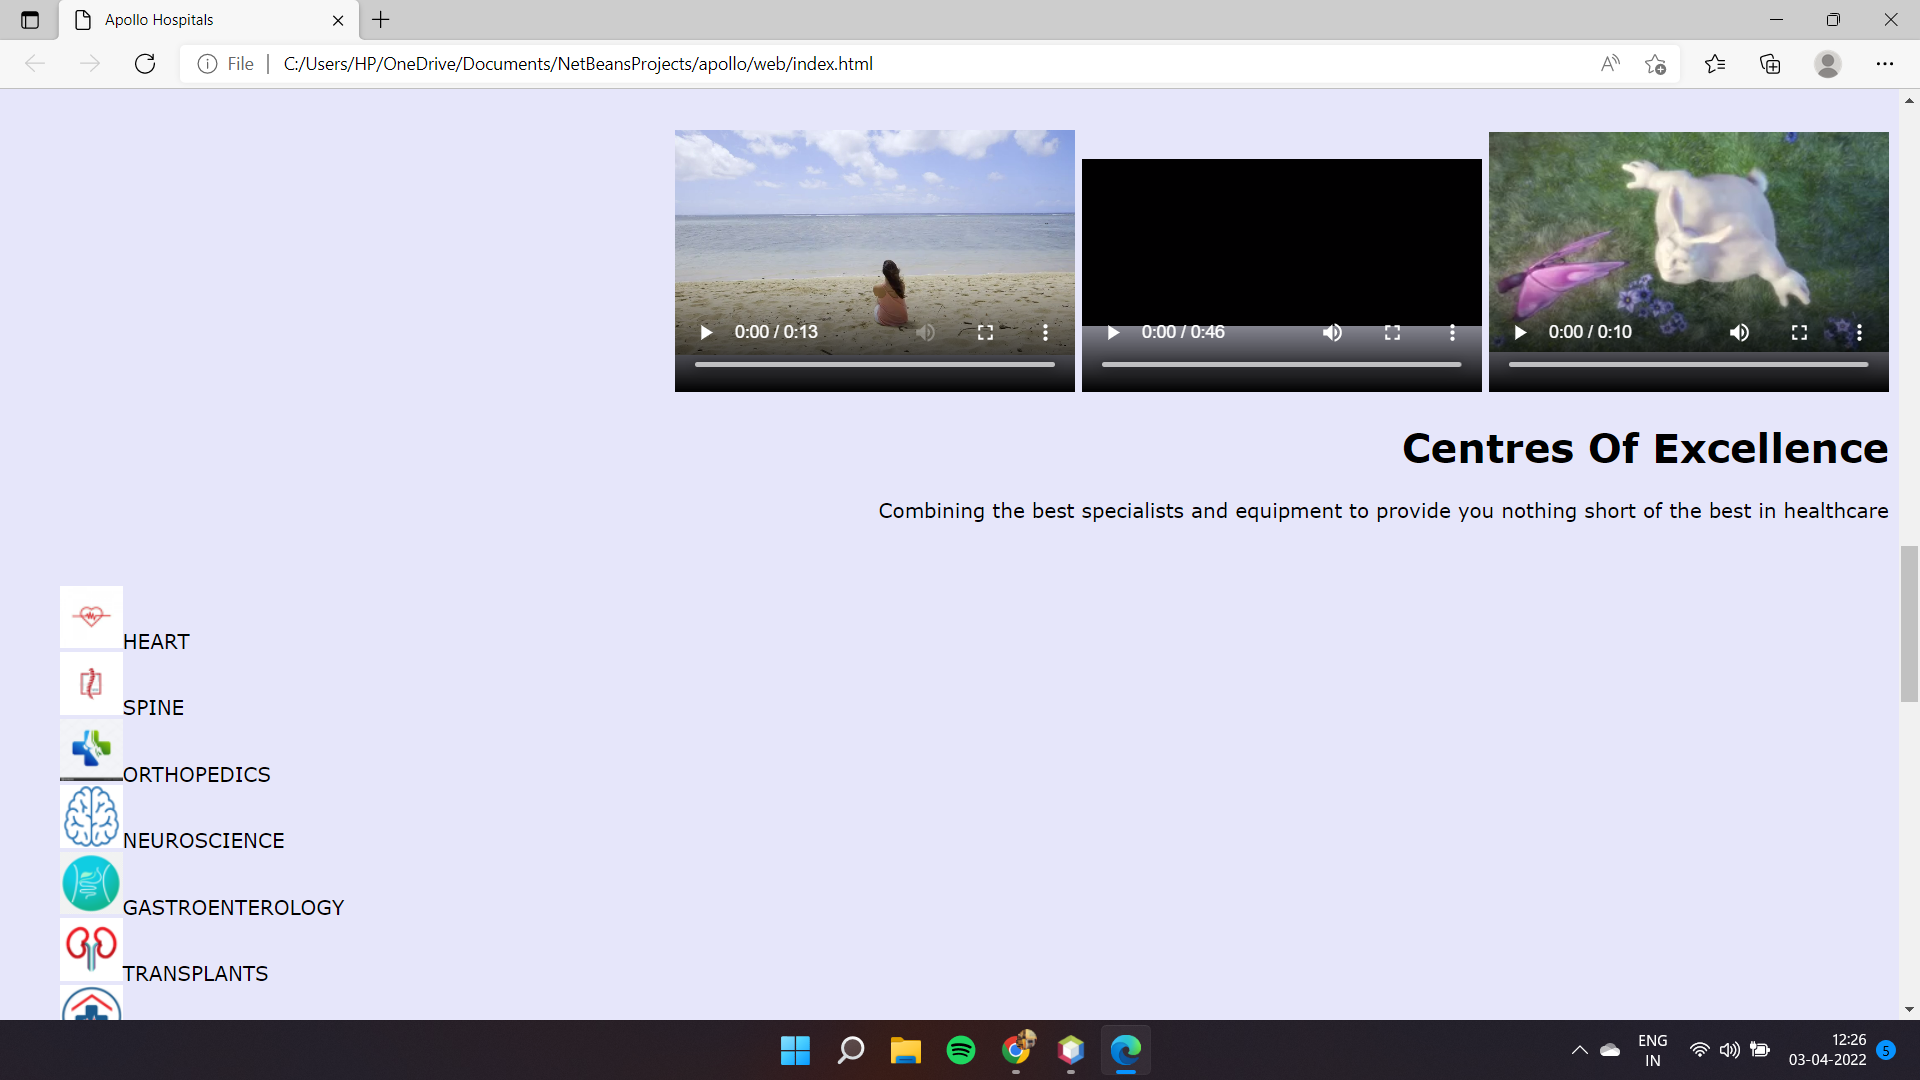 Apollo Hospitals
File
C:/Users/HP/OneDrive/Documents/NetBeansProjects/apollo/web/index.html
0:00 / 0:13
0:00 / 0:46
0:00 / 0:10
Centres Of Excellence
Combining the best specialists and equipment to provide you nothing short of the best in healthcare
HEART
SPINE
ORTHOPEDICS
NEUROSCIENCE
GASTROENTEROLOGY
TRANSPLANTS
ENG
IN
12:26
03-04-2022
5